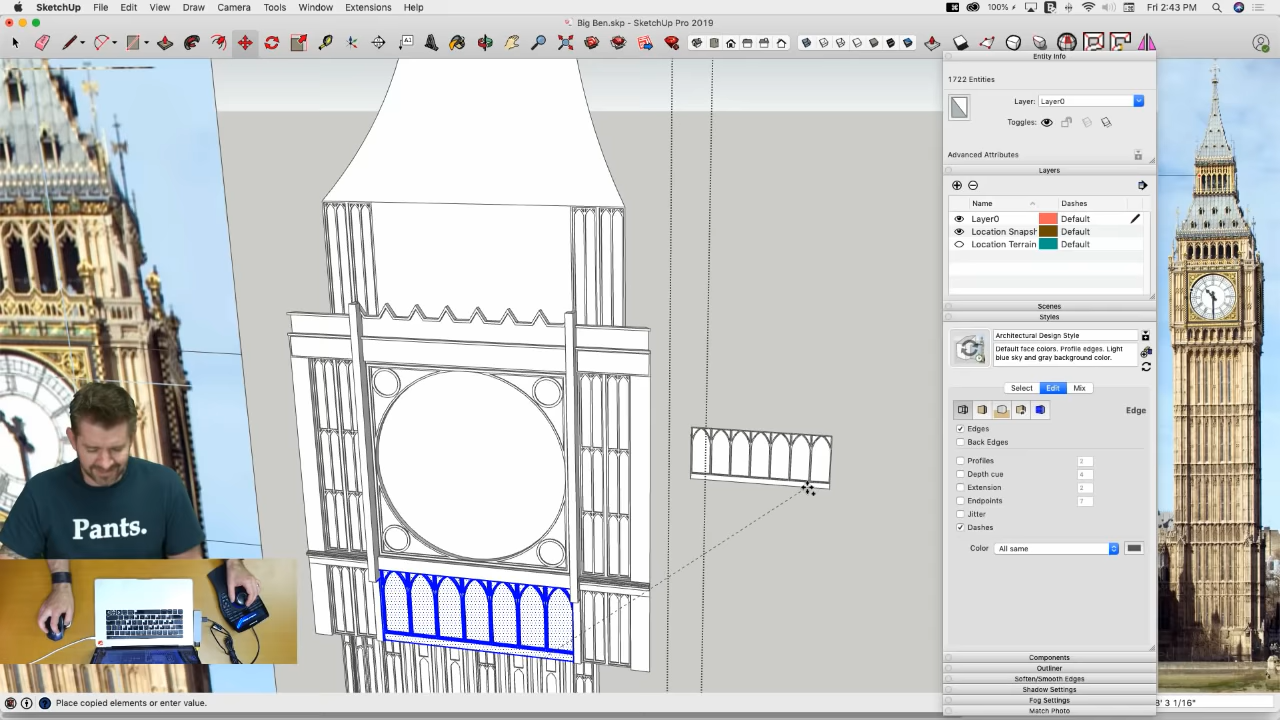 SketchUp File Edit View Draw Camera Tools Window Extensions Help
100% Fri 2:43 PM
Big Ben.skp - SketchUp Pro 2019
Entity Info
1722 Entities
Layer: Layer0
Toggles:
Advanced Attributes
Layers
Name Dashes
Layer0 Default
Location Snapsh Default
Location Terrain Default
Scenes
Styles
Architectural Design Style
Default face colors. Profile edges. Light
blue sky and gray background color.
Select Edit Mix
Edge
Edges
Back Edges
Profiles 2
Depth cue 4
Extension 2
Endpoints 7
Jitter
Dashes
Color All same
Components
Outliner
Soften/Smooth Edges
Shadow Settings
Fog Settings
Match Photo
Pants.
Place copied elements or enter value.
8' 3 1/16"